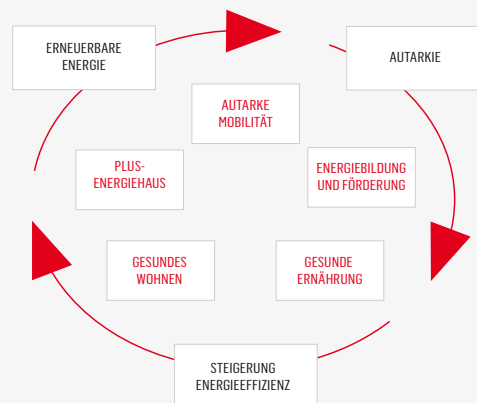 ERNEUERBARE
ENERGIE
AUTARKIE
AUTARKE
MOBILITÄT
PLUS-
ENERGIEHAUS
ENERGIEBILDUNG
UND FÖRDERUNG
GESUNDES
WOHNEN
GESUNDE
ERNÄHRUNG
STEIGERUNG
ENERGIEEFFIZIENZ